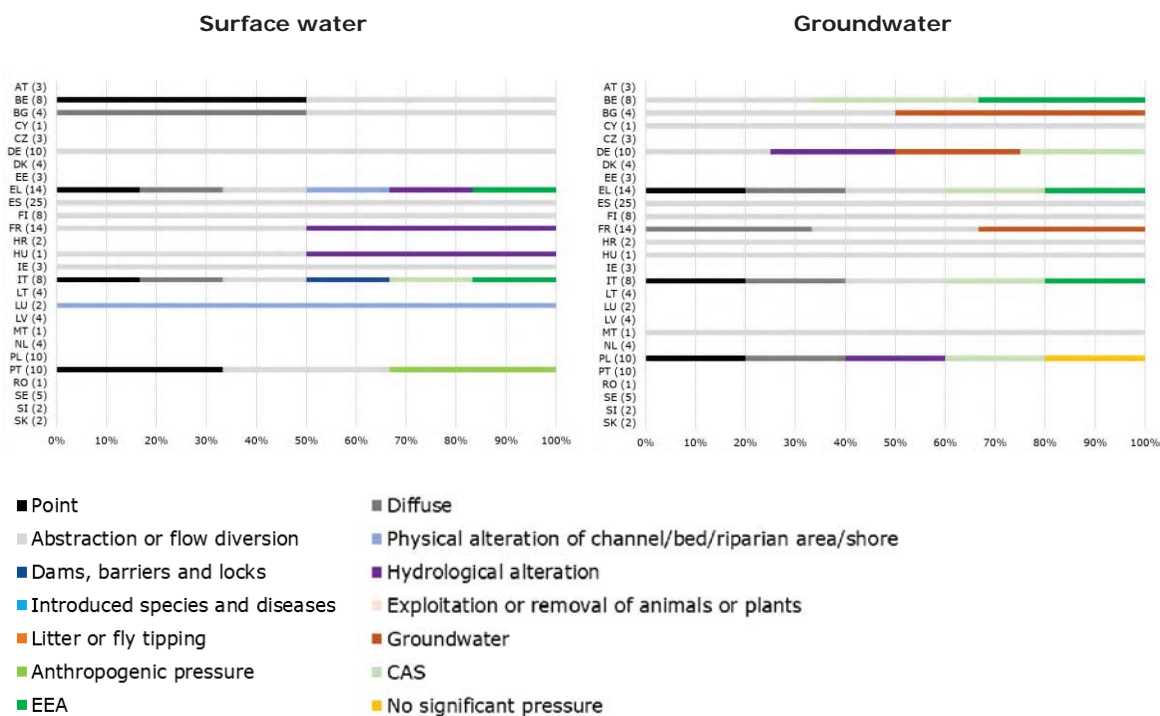 Surface water
Groundwater
AT (3)
BE (8)
BG (4)
CY (1)
CZ (3)
DE (10)
DK (4)
EE (3)
EL (14)
ES (25)
FI (8)
FR (14)
HR (2)
HU (1)
IE (3)
IT (8)
LT (4)
LU (2)
LV (4)
MT (1)
NL (4)
PL (10)
PT (10)
RO (1)
SE (5)
SI (2)
SK (2)
0% 10% 20% 30% 40% 50% 60% 70% 80% 90% 100%
AT (3)
BE (8)
BG (4)
CY (1)
CZ (3)
DE (10)
DK (4)
EE (3)
EL (14)
ES (25)
FI (8)
FR (14)
HR (2)
HU (1)
IE (3)
IT (8)
LT (4)
LU (2)
LV (4)
MT (1)
NL (4)
PL (10)
PT (10)
RO (1)
SE (5)
SI (2)
SK (2)
0% 10% 20% 30% 40% 50% 60% 70% 80% 90% 100%
Point
Diffuse
Abstraction or flow diversion
Physical alteration of channel/bed/riparian area/shore
Dams, barriers and locks
Hydrological alteration
Introduced species and diseases
Exploitation or removal of animals or plants
Litter or fly tipping
Groundwater
Anthropogenic pressure
CAS
EEA
No significant pressure